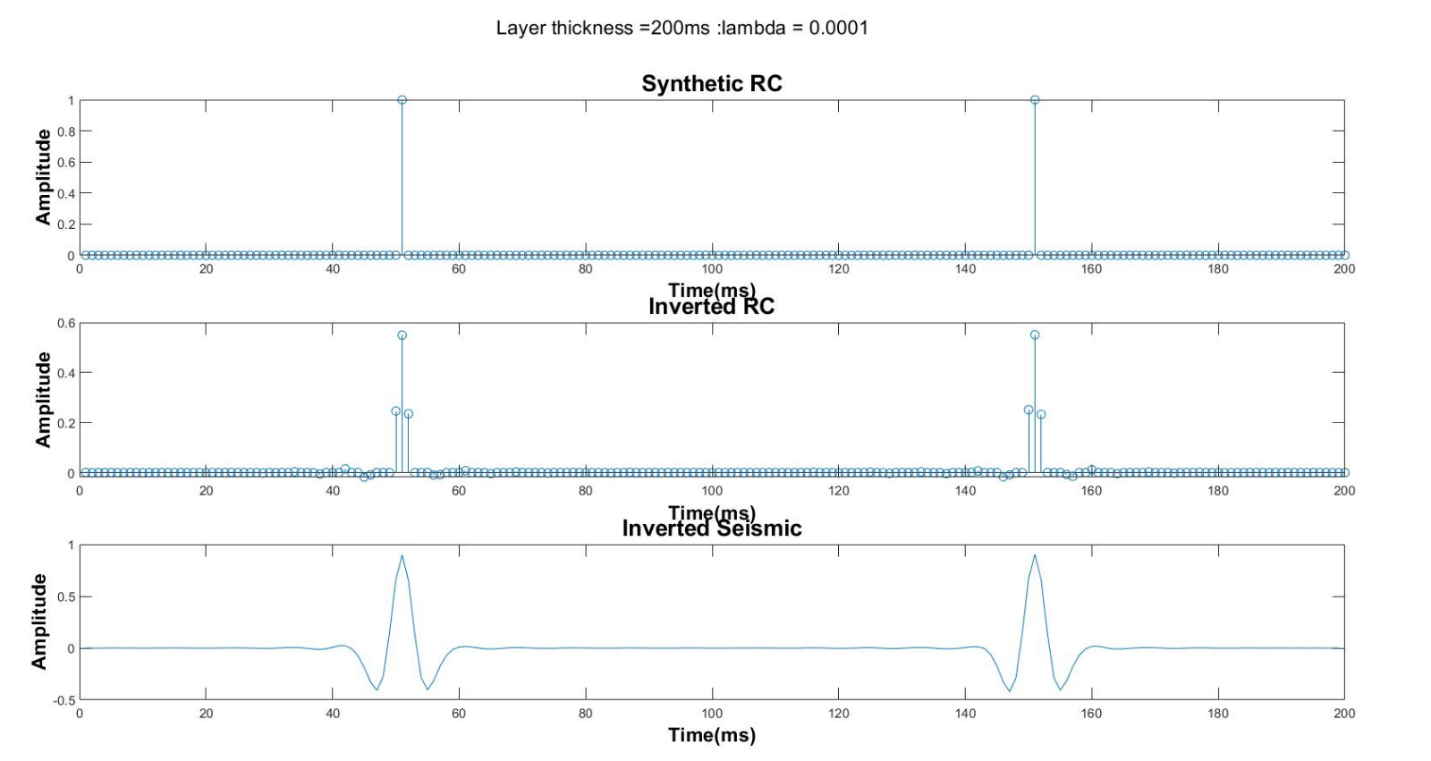 Layer thickness =200ms :lambda = 0.0001
Synthetic RC
Amplitude
1
0.8
0.6
0.4
0.2
0
0 20 40 60 80 100 120 140 160 180 200
Time(ms)
Inverted RC
Amplitude
0.6
0.4
0.2
0
0 20 40 60 80 100 120 140 160 180 200
Time(ms)
Inverted Seismic
Amplitude
1
0.5
0
-0.5
0 20 40 60 80 100 120 140 160 180 200
Time(ms)